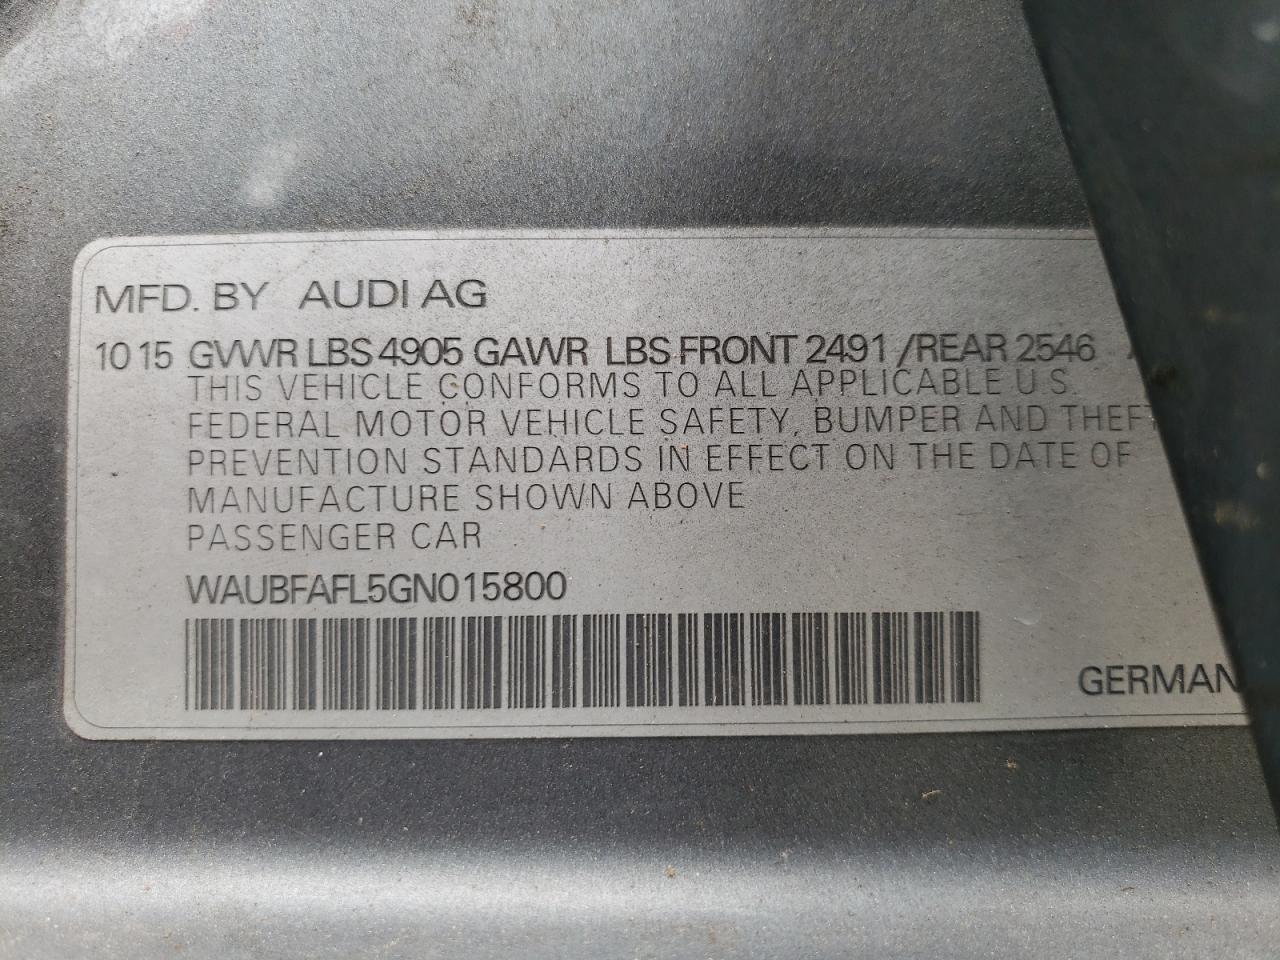 MFD. BY AUDI AG
10 15 GVWR LBS 4905 GAWR LBS FRONT 2491 /REAR 2546
THIS VEHICLE CONFORMS TO ALL APPLICABLE U.S.
FEDERAL MOTOR VEHICLE SAFETY, BUMPER AND THEFT
PREVENTION STANDARDS IN EFFECT ON THE DATE OF
MANUFACTURE SHOWN ABOVE
PASSENGER CAR
WAUBFAFL5GN015800
GERMAN